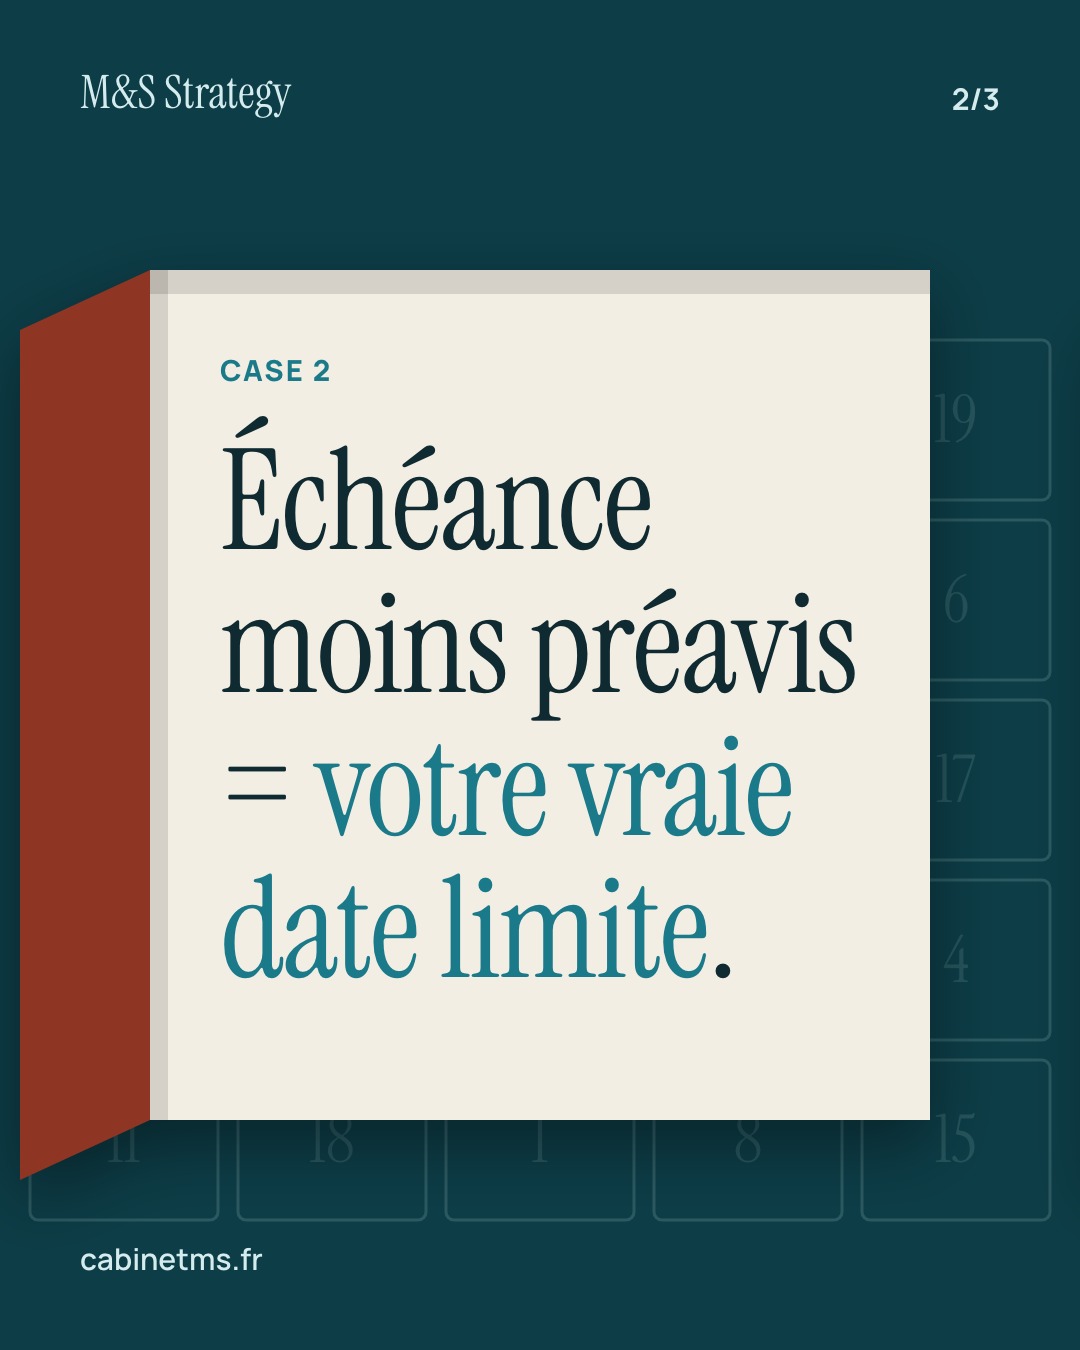 M&S Strategy
2/3
CASE 2
Échéance
moins préavis
= votre vraie
date limite.
19
6
17
4
11
18
1
8
15
cabinetms.fr